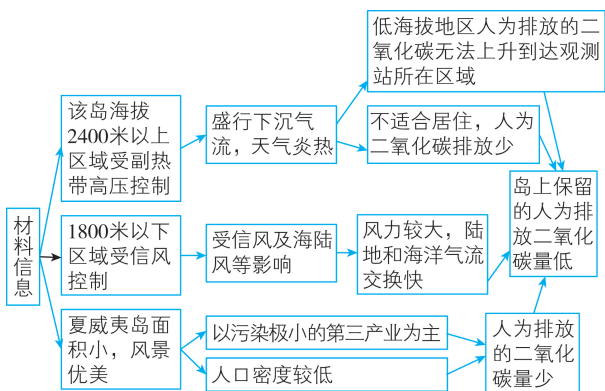 低海拔地区人为排放的二
氧化碳无法上升到达观测
站所在区域
该岛海拔
2400米以上
区域受副热
带高压控制
盛行下沉气
流，天气炎热
不适合居住，人为
二氧化碳排放少
岛上保留
的人为排
放二氧化
碳量低
材料信息
1800米以下
区域受信风
控制
受信风及海陆
风等影响
风力较大，陆
地和海洋气流
交换快
夏威夷岛面
积小，风景
优美
以污染极小的第三产业为主
人口密度较低
人为排放
的二氧化
碳量少